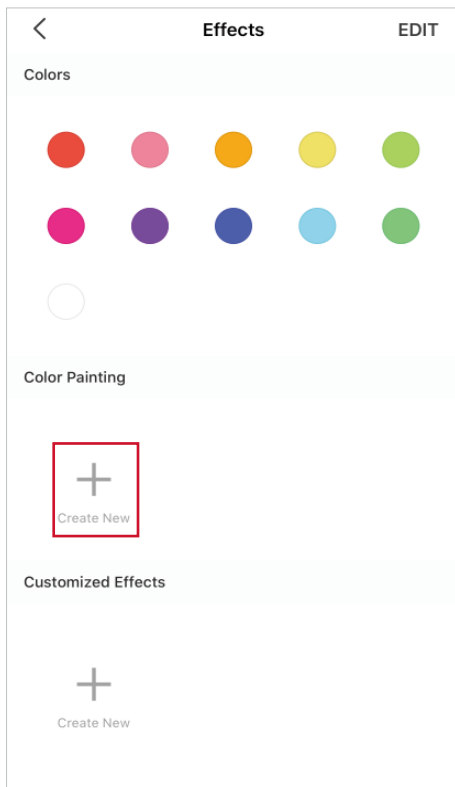 Effects
EDIT
Colors
Color Painting
Create New
Customized Effects
Create New